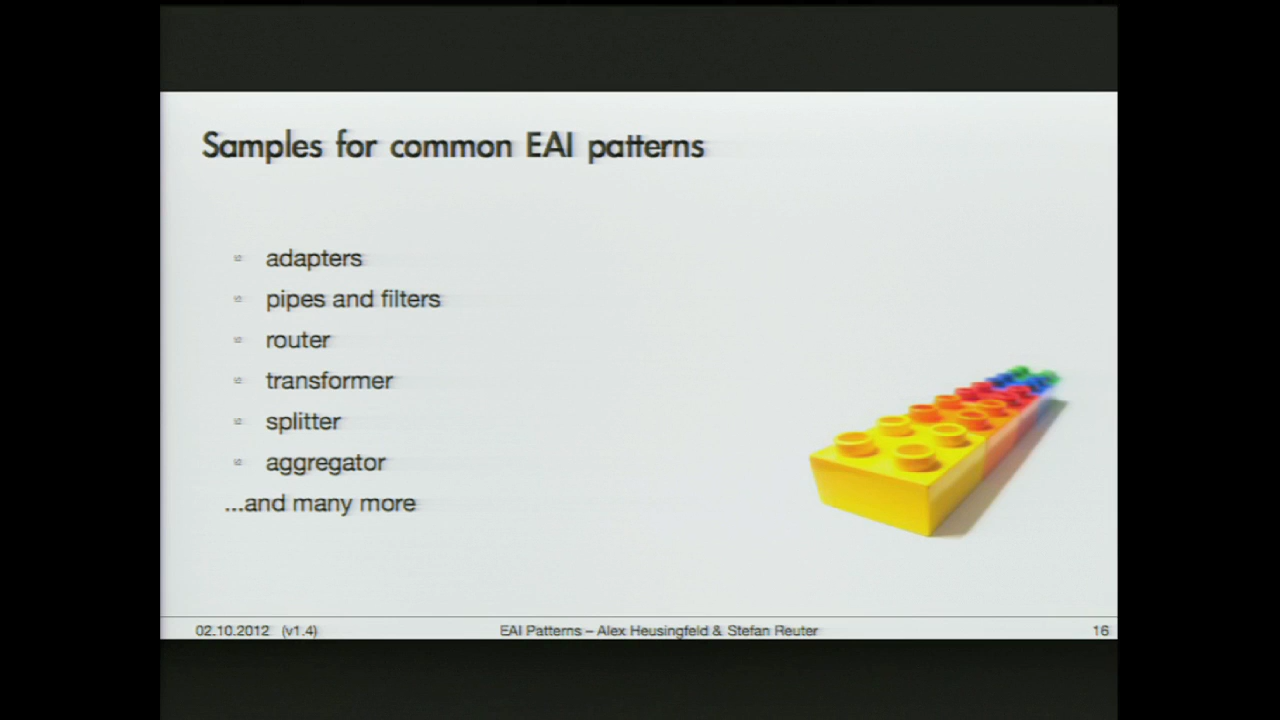 Samples for common EAI patterns
adapters
pipes and filters
router
transformer
splitter
aggregator
...and many more
02.10.2012 (v1.4)
EAI Patterns – Alex Heusingfeld & Stefan Reuter
16